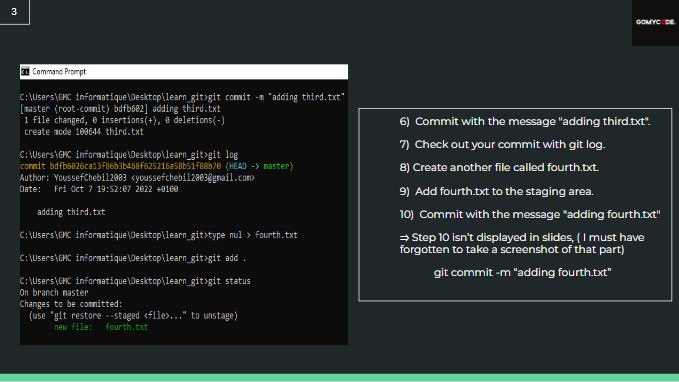 3
GOMYCODE.
Command Prompt
C:\Users\GMC informatique\Desktop\learn_git>git commit -m "adding third.txt"
[master (root-commit) bdfb602] adding third.txt
1 file changed, 0 insertions(+), 0 deletions(-)
create mode 100644 third.txt
C:\Users\GMC informatique\Desktop\learn_git>git log
commit (HEAD -> master)
Author: YoussefChebil2003 <youssefchebil2003@gmail.com>
Date: Fri Oct 7 19:52:07 2022 +0100
adding third.txt
C:\Users\GMC informatique\Desktop\learn_git>type nul > fourth.txt
C:\Users\GMC informatique\Desktop\learn_git>git add .
C:\Users\GMC informatique\Desktop\learn_git>git status
On branch master
Changes to be committed:
(use "git restore --staged <file>..." to unstage)
new file: fourth.txt
6) Commit with the message "adding third.txt".
7) Check out your commit with git log.
8) Create another file called fourth.txt.
9) Add fourth.txt to the staging area.
10) Commit with the message "adding fourth.txt"
⇒ Step 10 isn’t displayed in slides, ( I must have
forgotten to take a screenshot of that part)
git commit -m “adding fourth.txt”